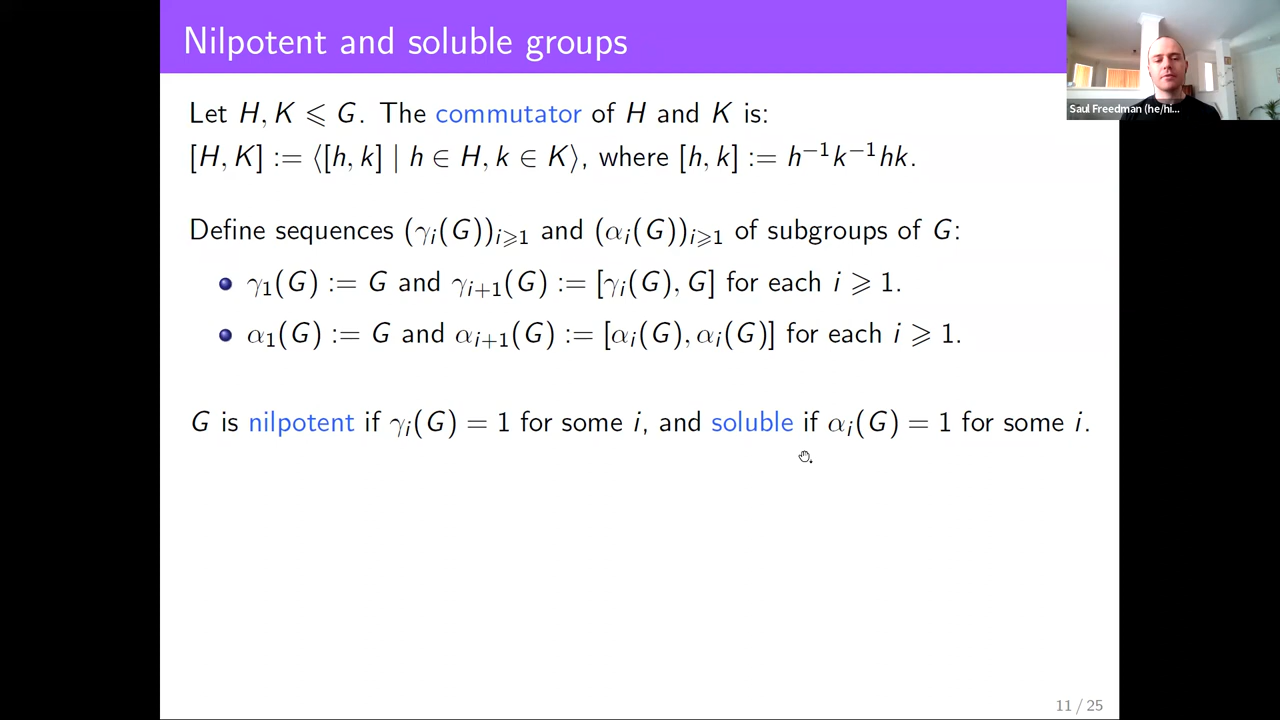 Nilpotent and soluble groups
Saul Freedman (he/hi...
Let H, K ⩽ G. The commutator of H and K is:
[H, K] := ⟨[h, k] | h ∈ H, k ∈ K⟩, where [h, k] := h⁻¹k⁻¹hk.
Define sequences (γᵢ(G))ᵢ⩾₁ and (αᵢ(G))ᵢ⩾₁ of subgroups of G:
• γ₁(G) := G and γᵢ₊₁(G) := [γᵢ(G), G] for each i ⩾ 1.
• α₁(G) := G and αᵢ₊₁(G) := [αᵢ(G), αᵢ(G)] for each i ⩾ 1.
G is nilpotent if γᵢ(G) = 1 for some i, and soluble if αᵢ(G) = 1 for some i.
11 / 25